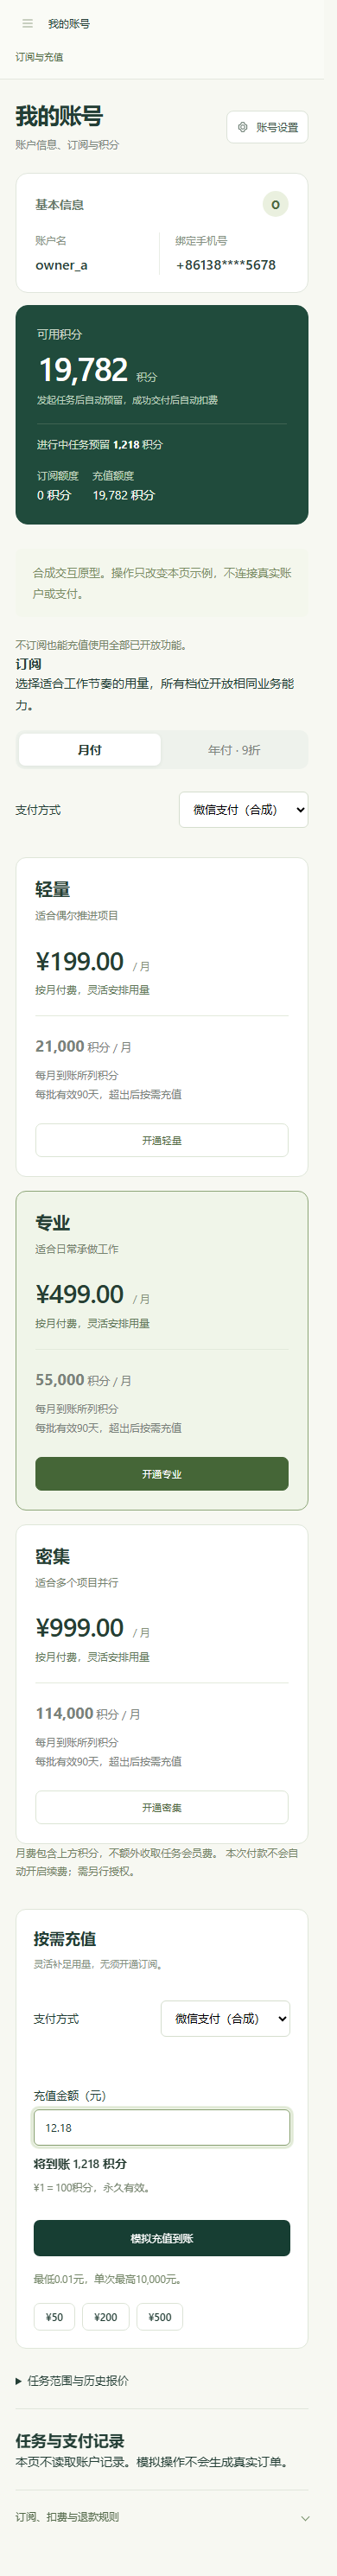 我的账号
订阅与充值
我的账号
账户信息、订阅与积分
账号设置
基本信息
O
账户名
绑定手机号
owner_a
+86138****5678
可用积分
19,782 积分
发起任务后自动预留，成功交付后自动扣费
进行中任务预留 1,218 积分
订阅额度
充值额度
0 积分
19,782 积分
合成交互原型。操作只改变本页示例，不连接真实账
户或支付。
不订阅也能充值使用全部已开放功能。
订阅
选择适合工作节奏的用量，所有档位开放相同业务能
力。
月付
年付 · 9折
支付方式
微信支付（合成）
轻量
适合偶尔推进项目
¥199.00 / 月
按月付费，灵活安排用量
21,000 积分 / 月
每月到账所列积分
每批有效90天，超出后按需充值
开通轻量
专业
适合日常承做工作
¥499.00 / 月
按月付费，灵活安排用量
55,000 积分 / 月
每月到账所列积分
每批有效90天，超出后按需充值
开通专业
密集
适合多个项目并行
¥999.00 / 月
按月付费，灵活安排用量
114,000 积分 / 月
每月到账所列积分
每批有效90天，超出后按需充值
开通密集
月费包含上方积分，不额外收取任务会员费。 本次付款不会自
动开启续费；需另行授权。
按需充值
灵活补足用量，无须开通订阅。
支付方式
微信支付（合成）
充值金额（元）
12.18
将到账 1,218 积分
¥1 = 100积分，永久有效。
模拟充值到账
最低0.01元，单次最高10,000元。
¥50
¥200
¥500
任务范围与历史报价
任务与支付记录
本页不读取账户记录。模拟操作不会生成真实订单。
订阅、扣费与退款规则